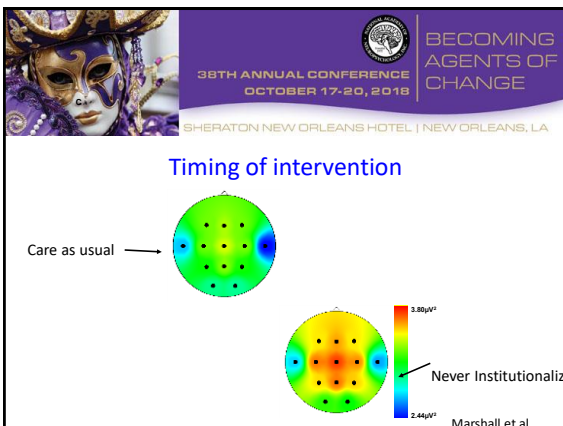 38TH ANNUAL CONFERENCE
OCTOBER 17-20, 2018
BECOMING
AGENTS OF
CHANGE
SHERATON NEW ORLEANS HOTEL | NEW ORLEANS, LA
Timing of intervention
Care as usual
3.80µV²
Never Institutionaliz
2.44µV²
Marshall et al